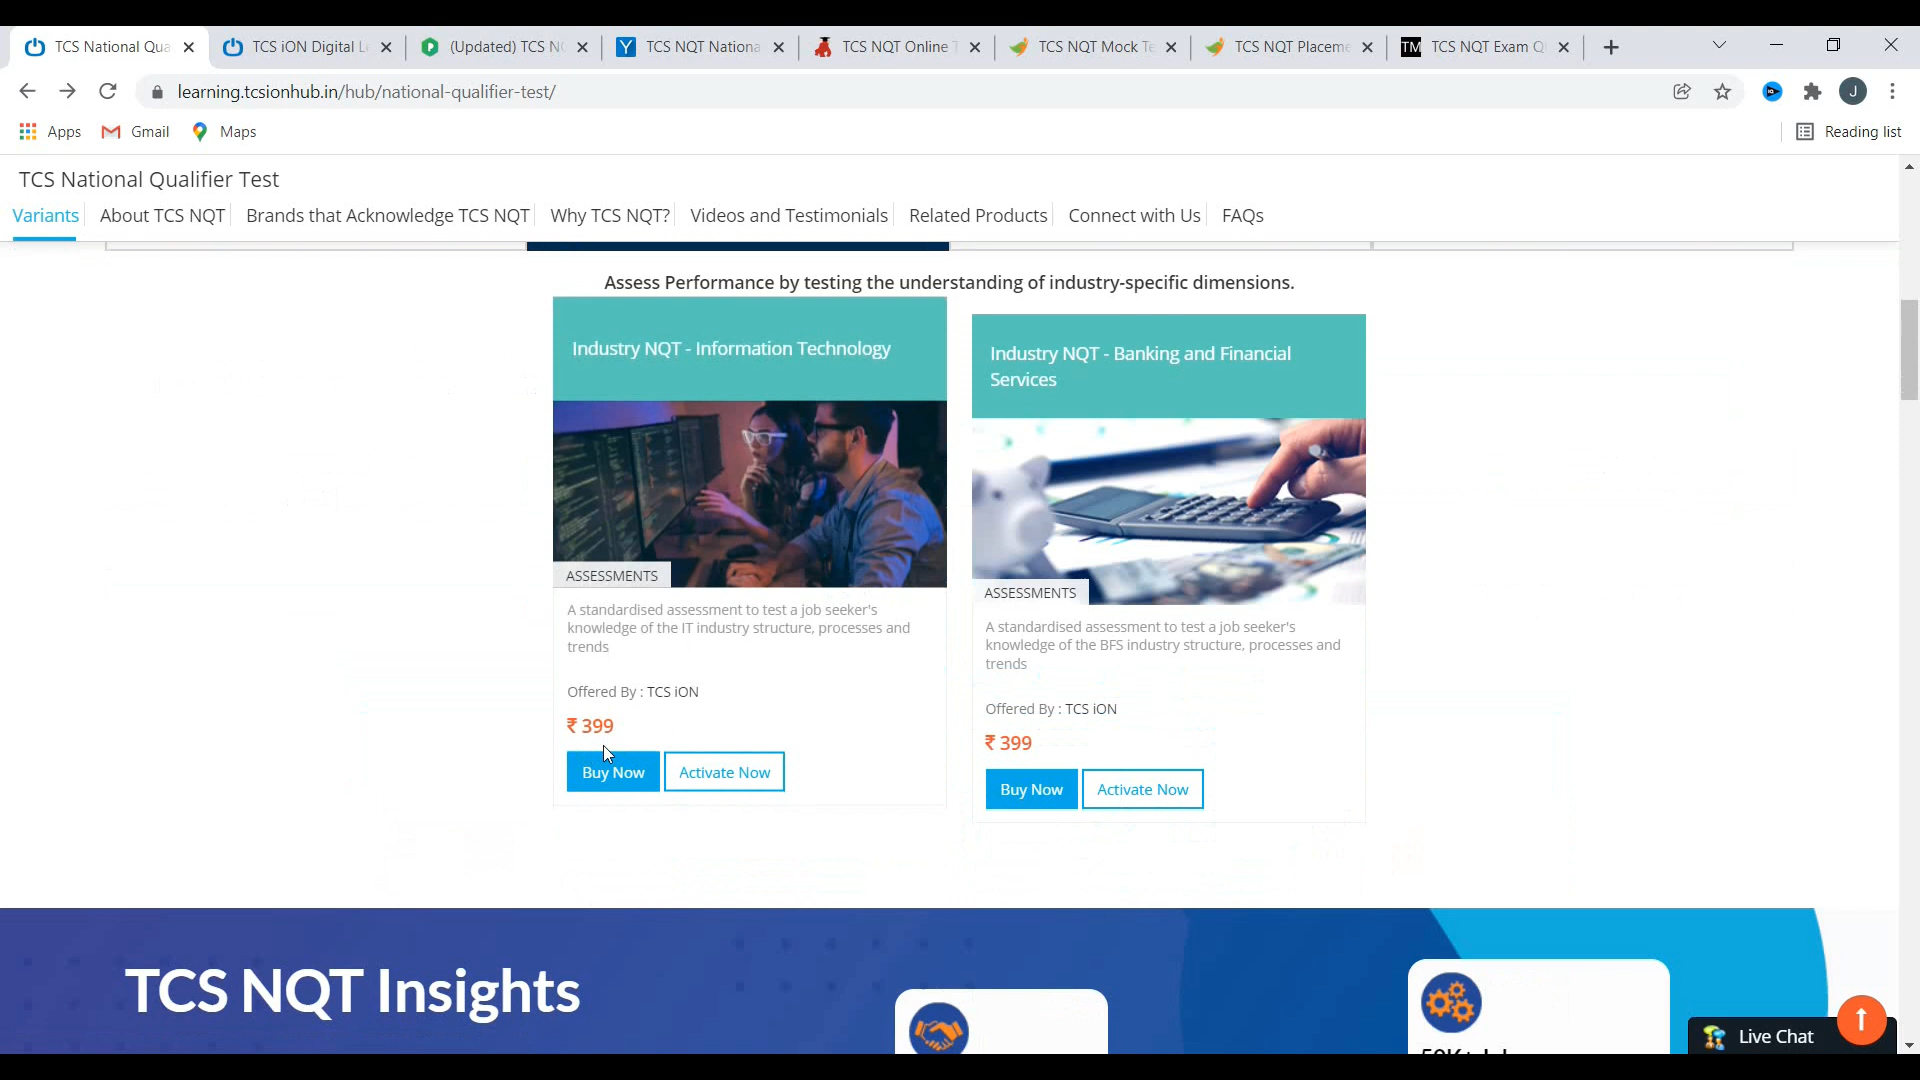 TCS National Qua
TCS iON Digital L
(Updated) TCS N
TCS NQT Nationa
TCS NQT Online T
TCS NQT Mock Te
TCS NQT Placeme
TM TCS NQT Exam Q
learning.tcsionhub.in/hub/national-qualifier-test/
J
Apps
Gmail
Maps
Reading list
TCS National Qualifier Test
Variants
About TCS NQT
Brands that Acknowledge TCS NQT
Why TCS NQT?
Videos and Testimonials
Related Products
Connect with Us
FAQs
Assess Performance by testing the understanding of industry-specific dimensions.
Industry NQT - Information Technology
ASSESSMENTS
A standardised assessment to test a job seeker's
knowledge of the IT industry structure, processes and
trends
Offered By : TCS iON
₹ 399
Buy Now
Activate Now
Industry NQT - Banking and Financial
Services
ASSESSMENTS
A standardised assessment to test a job seeker's
knowledge of the BFS industry structure, processes and
trends
Offered By : TCS iON
₹ 399
Buy Now
Activate Now
TCS NQT Insights
Live Chat